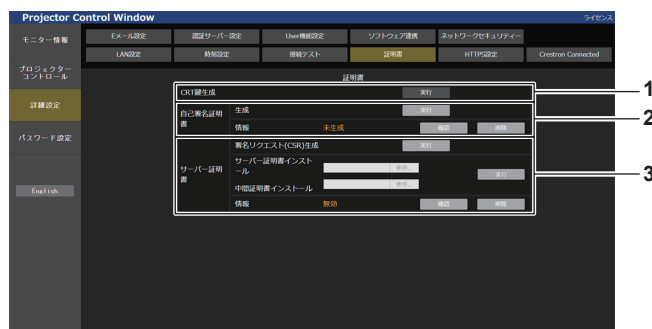 Projector Control Window
ライセンス
モニター情報
Eメール設定
認証サーバー設定
User機能設定
ソフトウェア連携
ネットワークセキュリティー
LAN設定
時刻設定
接続テスト
証明書
HTTPS設定
Crestron Connected
プロジェクター
コントロール
詳細設定
パスワード設定
English
証明書
CRT鍵生成
実行
1
自己署名証明
書
生成
実行
情報
未生成
確認
削除
2
サーバー証明
書
署名リクエスト(CSR)生成
実行
サーバー証明書インスト
ール
参照...
中間証明書インストール
参照...
実行
情報
無効
確認
削除
3